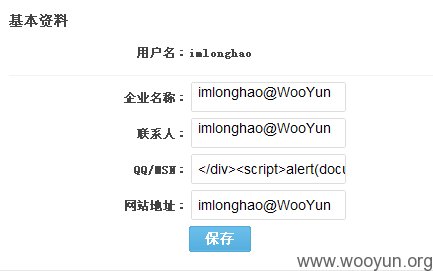 基本资料
用户名：imlonghao
企业名称： imlonghao@WooYun
联系人： imlonghao@WooYun
QQ/MSN： </div><script>alert(docu
网站地址： imlonghao@WooYun
保存
www.wooyun.org